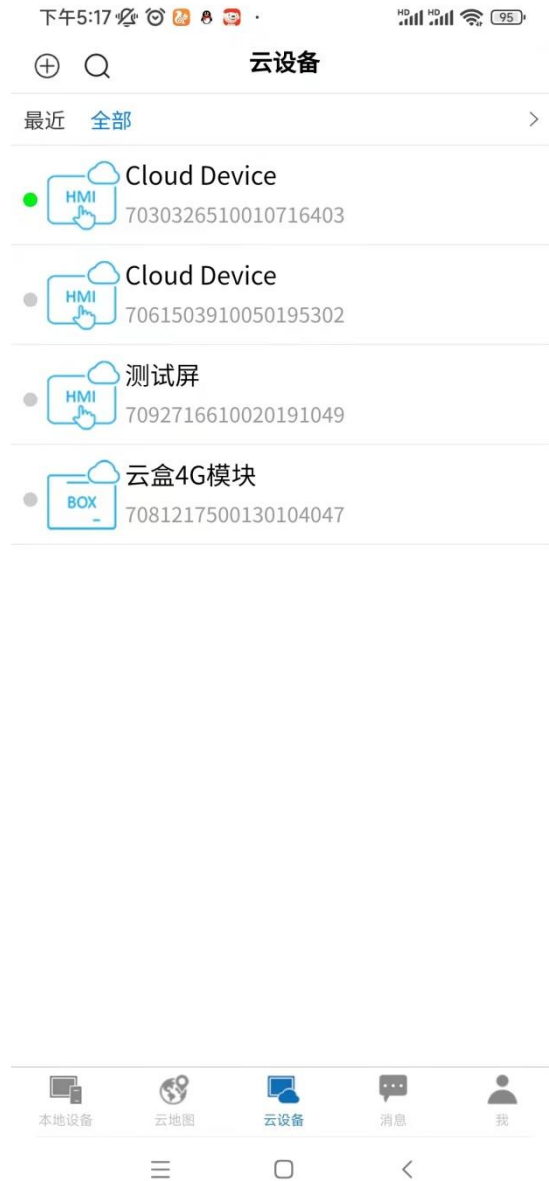 下午5:17
HD HD 95
云设备
最近 全部
HMI
Cloud Device
7030326510010716403
HMI
Cloud Device
7061503910050195302
HMI
测试屏
7092716610020191049
BOX
云盒4G模块
7081217500130104047
本地设备 云地图 云设备 消息 我